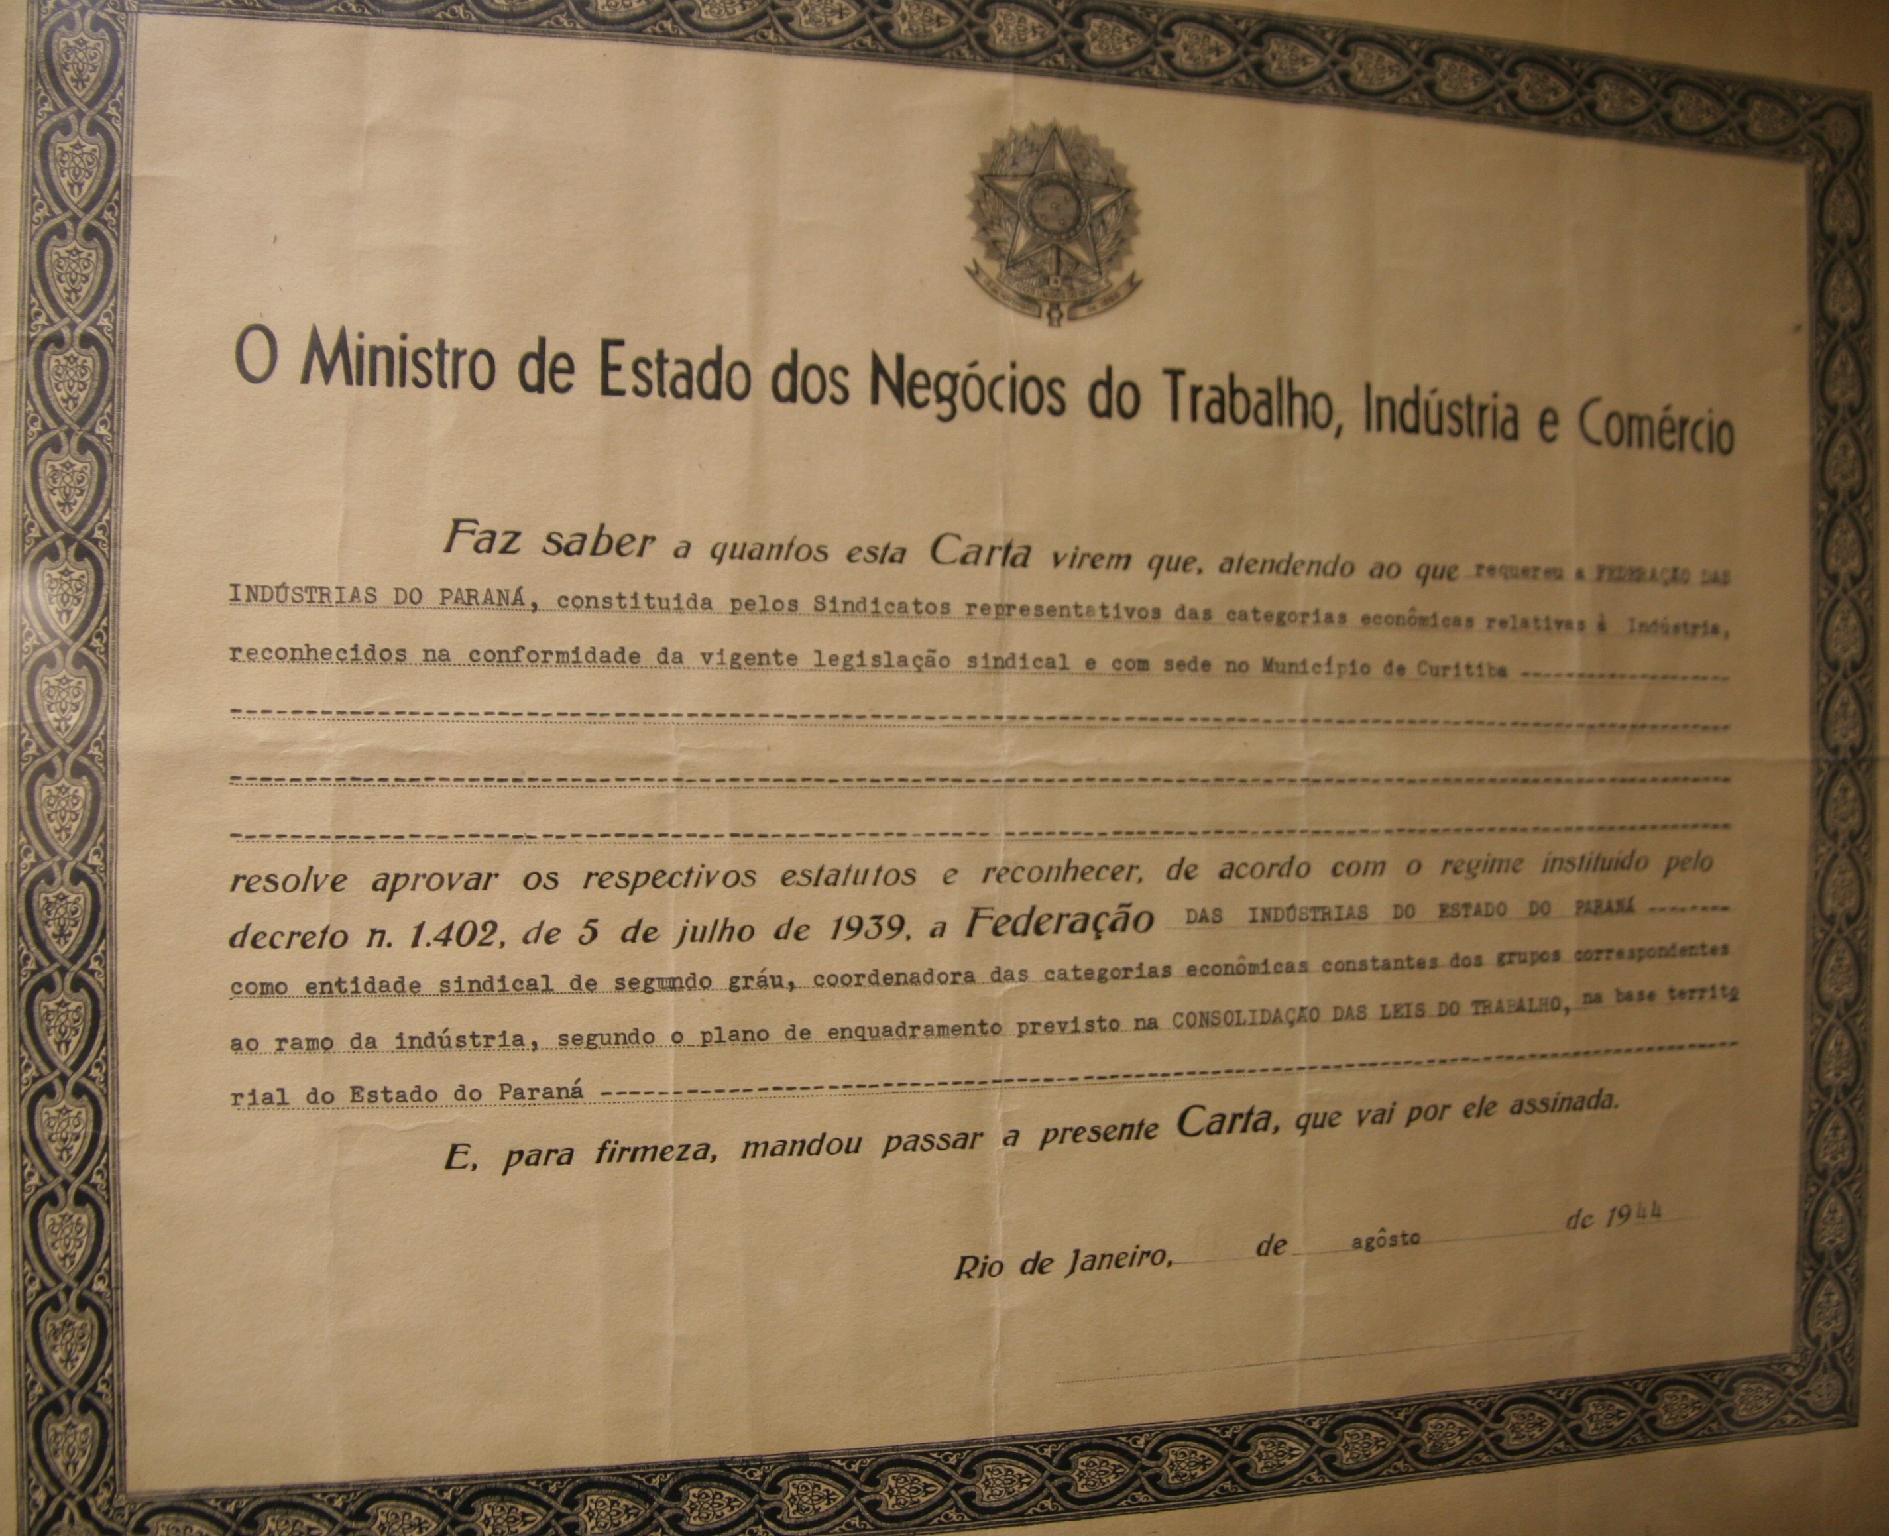 O Ministro de Estado dos Negócios do Trabalho, Indústria e Comércio
Faz saber a quantos esta Carta virem que, atendendo ao que requereu a FEDERAÇÃO DAS
INDÚSTRIAS DO PARANÁ, constituida pelos Sindicatos representativos das categorias econômicas relativas à Indústria,
reconhecidos na conformidade da vigente legislação sindical e com sede no Município de Curitiba
resolve aprovar os respectivos estatutos e reconhecer, de acordo com o regime instituído pelo
decreto n. 1.402, de 5 de julho de 1939, a Federação DAS INDÚSTRIAS DO ESTADO DO PARANÁ
como entidade sindical de segundo gráu, coordenadora das categorias econômicas constantes dos grupos correspondentes
ao ramo da indústria, segundo o plano de enquadramento previsto na CONSOLIDAÇÃO DAS LEIS DO TRABALHO, na base territo
rial do Estado do Paraná
E, para firmeza, mandou passar a presente Carta, que vai por ele assinada.
Rio de Janeiro, de agôsto de 1944